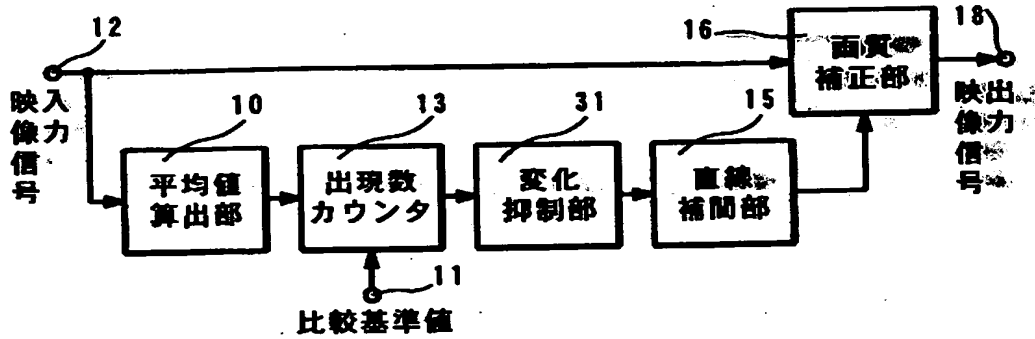 12
入力
映像信号
10
平均値
算出部
13
出現数
カウンタ
11
比較基準値
31
変化
抑制部
15
直線
補間部
16
画質
補正部
18
出力
映像信号